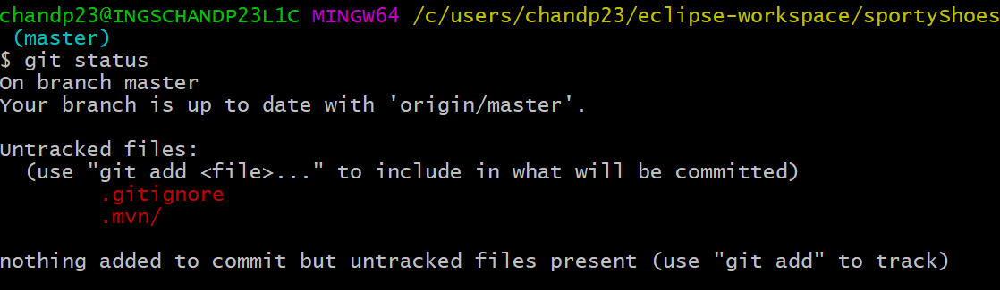 chandp23@INGSCHANDP23L1C MINGW64 /c/users/chandp23/eclipse-workspace/sportyShoes
(master)
$ git status
On branch master
Your branch is up to date with 'origin/master'.
Untracked files:
(use "git add <file>..." to include in what will be committed)
.gitignore
.mvn/
nothing added to commit but untracked files present (use "git add" to track)